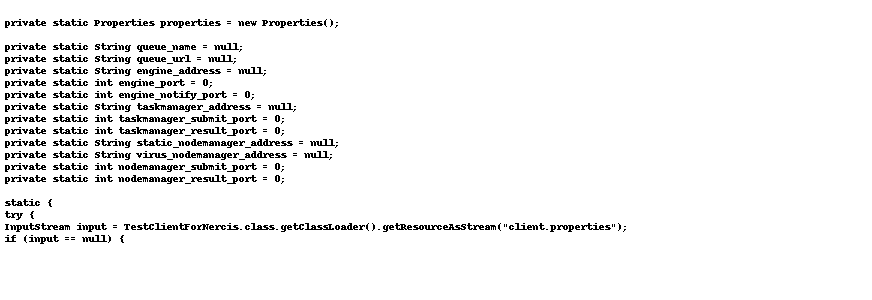 private static Properties properties = new Properties();
private static String queue_name = null;
private static String queue_url = null;
private static String engine_address = null;
private static int engine_port = 0;
private static int engine_notify_port = 0;
private static String taskmanager_address = null;
private static int taskmanager_submit_port = 0;
private static int taskmanager_result_port = 0;
private static String static_nodemanager_address = null;
private static String virus_nodemanager_address = null;
private static int nodemanager_submit_port = 0;
private static int nodemanager_result_port = 0;
static {
try {
InputStream input = TestClientForNercis.class.getClassLoader().getResourceAsStream("client.properties");
if (input == null) {